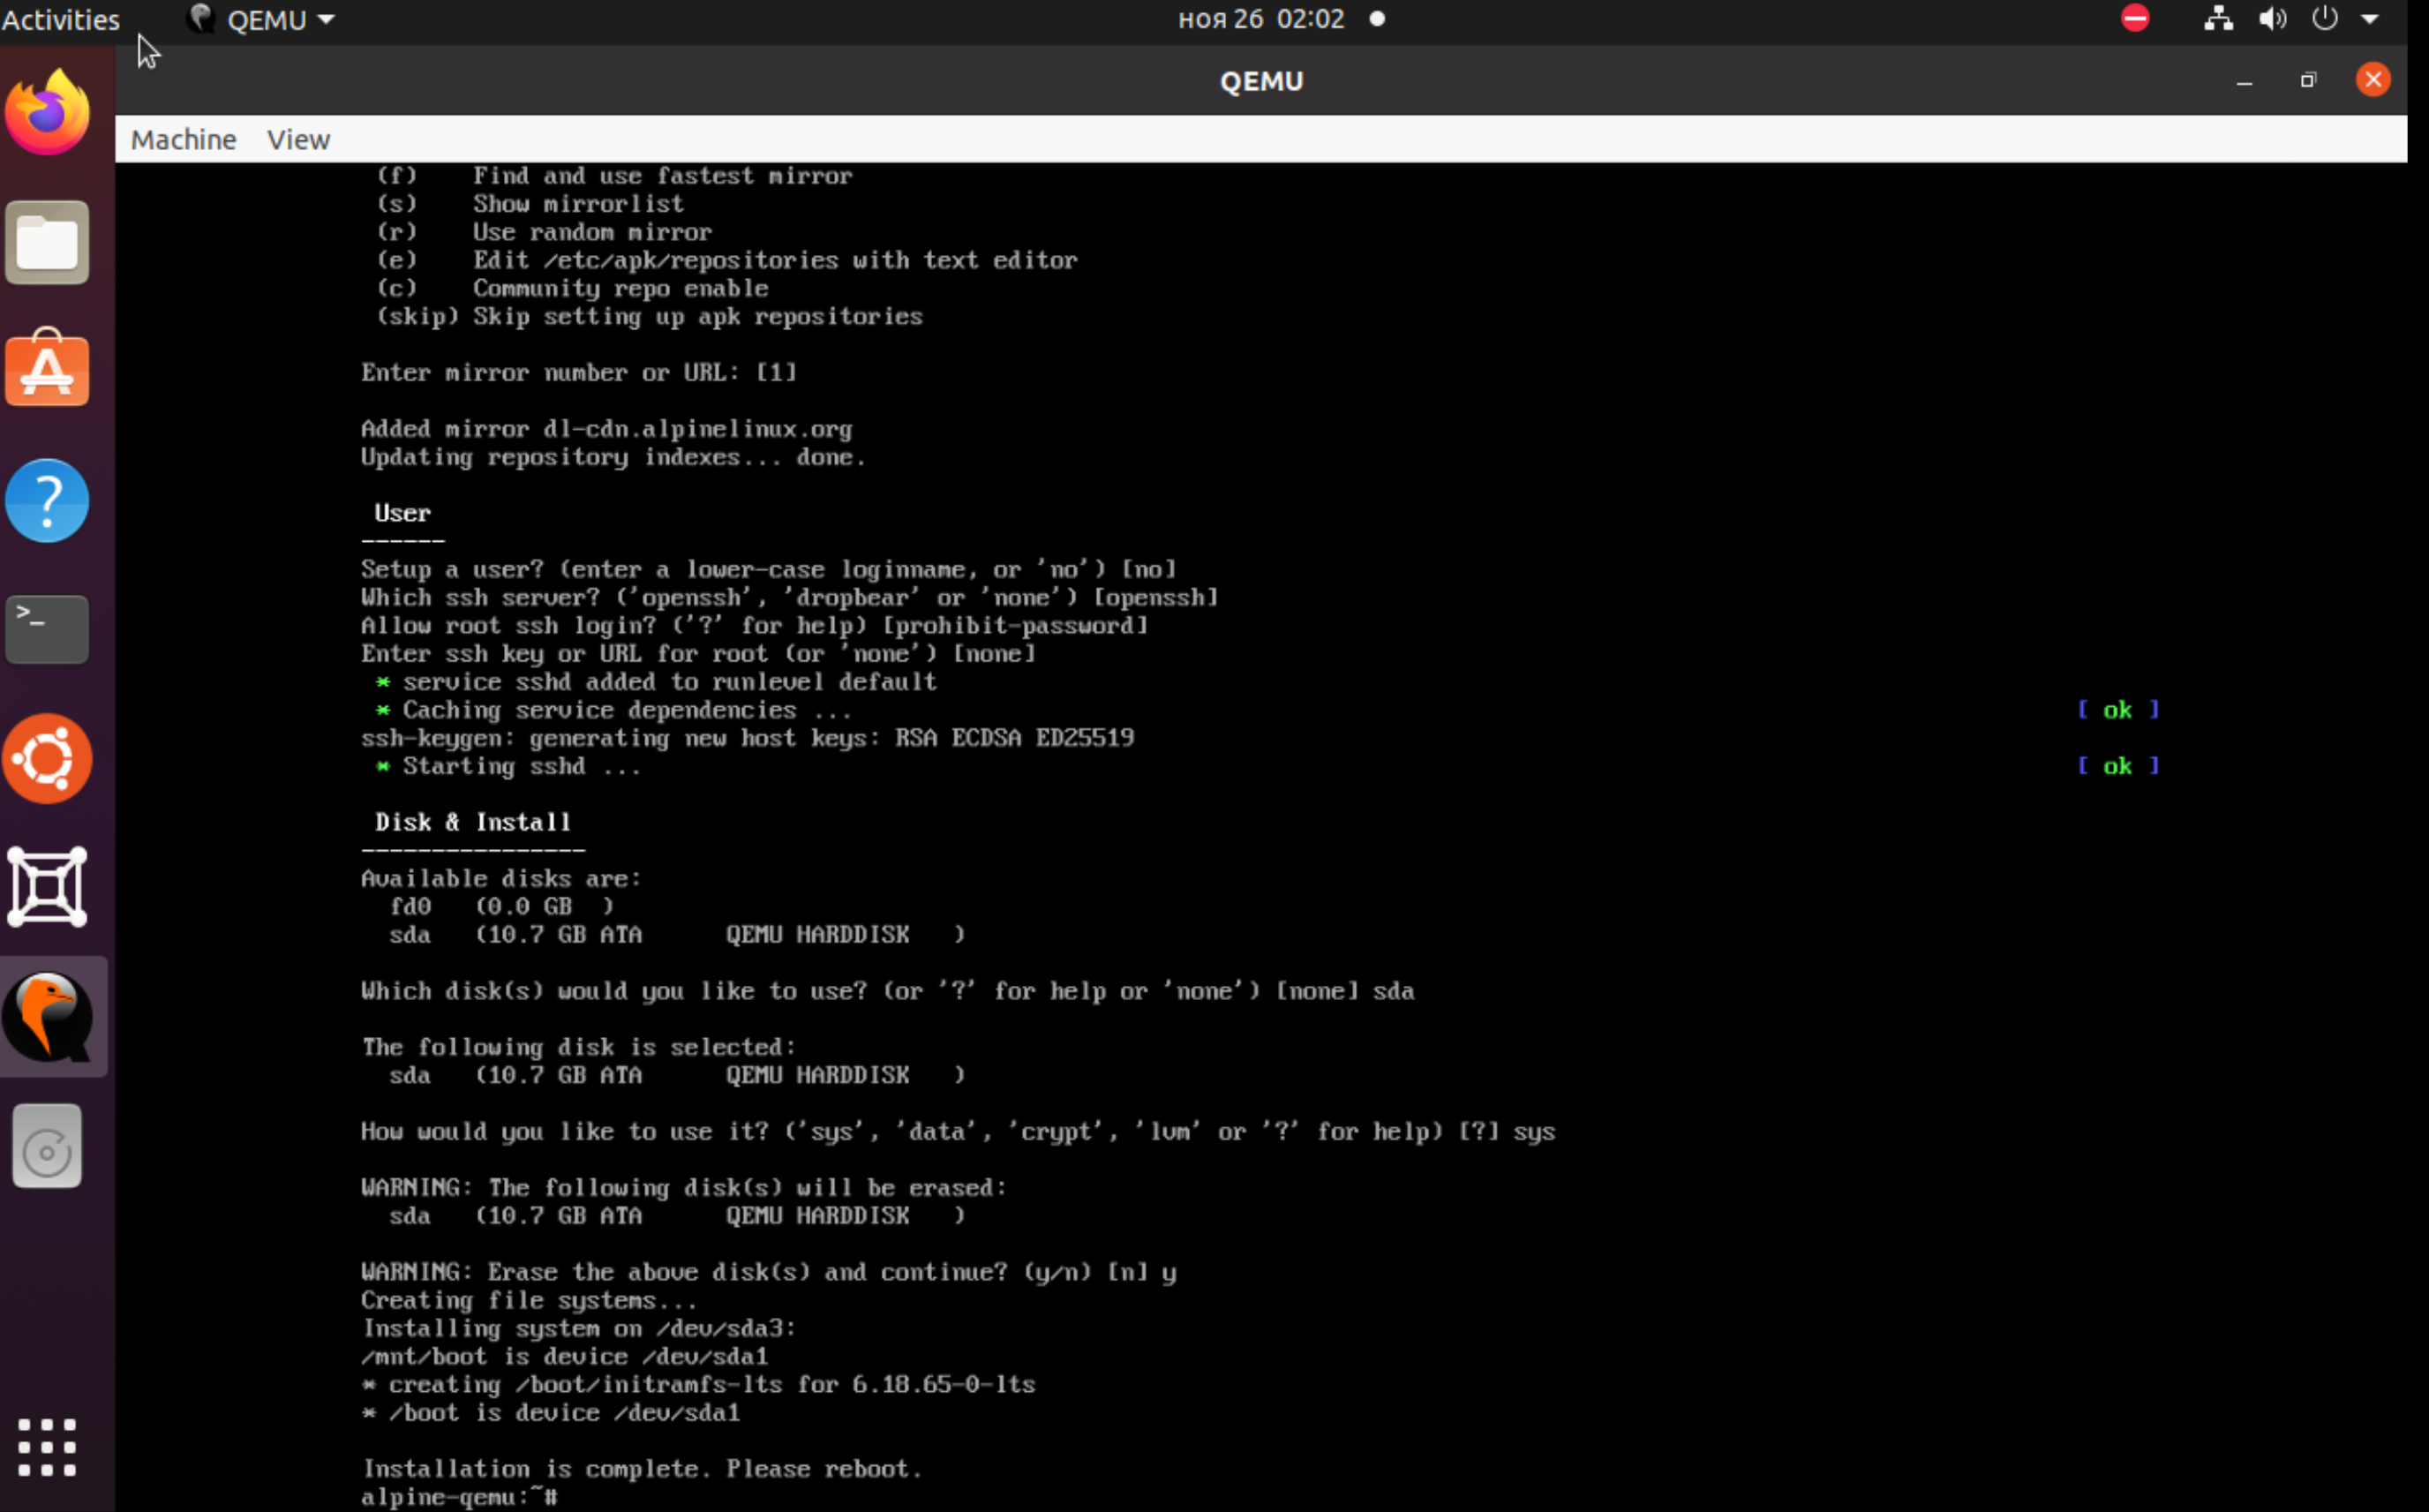 Activities QEMU ноя 26 02:02
QEMU
Machine View
(f) Find and use fastest mirror
(s) Show mirrorlist
(r) Use random mirror
(e) Edit /etc/apk/repositories with text editor
(c) Community repo enable
(skip) Skip setting up apk repositories
Enter mirror number or URL: [1]
Added mirror dl-cdn.alpinelinux.org
Updating repository indexes... done.
User
------
Setup a user? (enter a lower-case loginname, or 'no') [no]
Which ssh server? ('openssh', 'dropbear' or 'none') [openssh]
Allow root ssh login? ('?' for help) [prohibit-password]
Enter ssh key or URL for root (or 'none') [none]
* service sshd added to runlevel default
* Caching service dependencies ... [ ok ]
ssh-keygen: generating new host keys: RSA ECDSA ED25519
* Starting sshd ... [ ok ]
Disk & Install
----------------
Available disks are:
fd0 (0.0 GB )
sda (10.7 GB ATA QEMU HARDDISK )
Which disk(s) would you like to use? (or '?' for help or 'none') [none] sda
The following disk is selected:
sda (10.7 GB ATA QEMU HARDDISK )
How would you like to use it? ('sys', 'data', 'crypt', 'lvm' or '?' for help) [?] sys
WARNING: The following disk(s) will be erased:
sda (10.7 GB ATA QEMU HARDDISK )
WARNING: Erase the above disk(s) and continue? (y/n) [n] y
Creating file systems...
Installing system on /dev/sda3:
/mnt/boot is device /dev/sda1
* creating /boot/initramfs-lts for 6.18.65-0-lts
* /boot is device /dev/sda1
Installation is complete. Please reboot.
alpine-qemu:~#